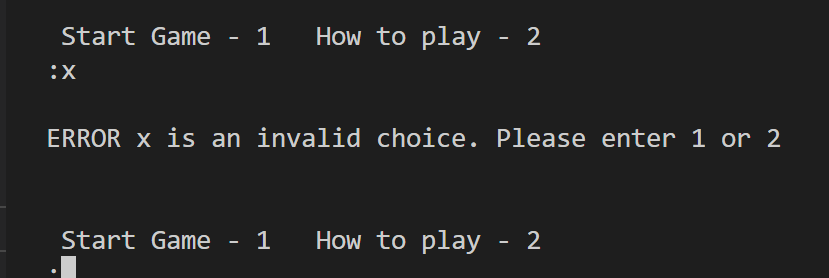 Start Game - 1   How to play - 2
:x
ERROR x is an invalid choice. Please enter 1 or 2
Start Game - 1   How to play - 2
: